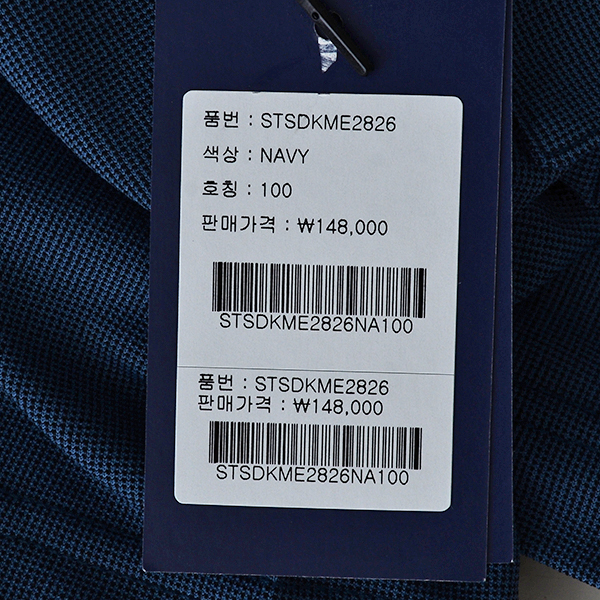 품번 : STSDKME2826
색상 : NAVY
호칭 : 100
판매가격 : ₩148,000
STSDKME2826NA100
품번 : STSDKME2826
판매가격 : ₩148,000
STSDKME2826NA100